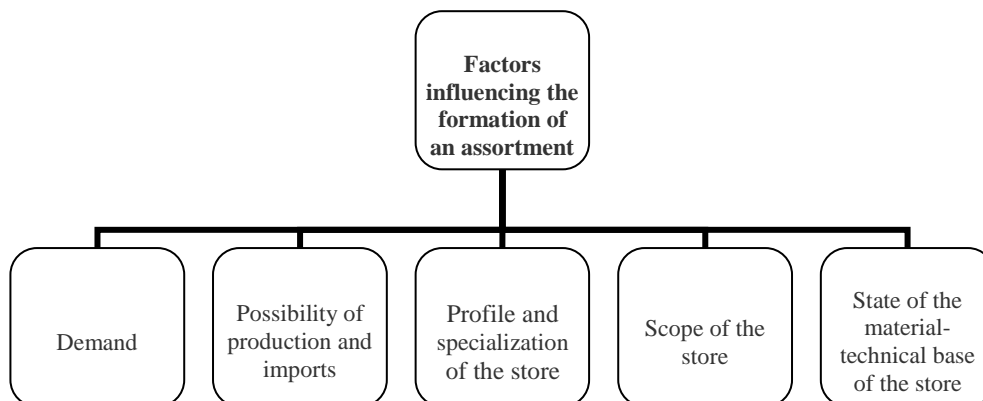 Factors
influencing the
formation of
an assortment
Demand
Possibility of
production and
imports
Profile and
specialization
of the store
Scope of the
store
State of the
material-
technical base
of the store